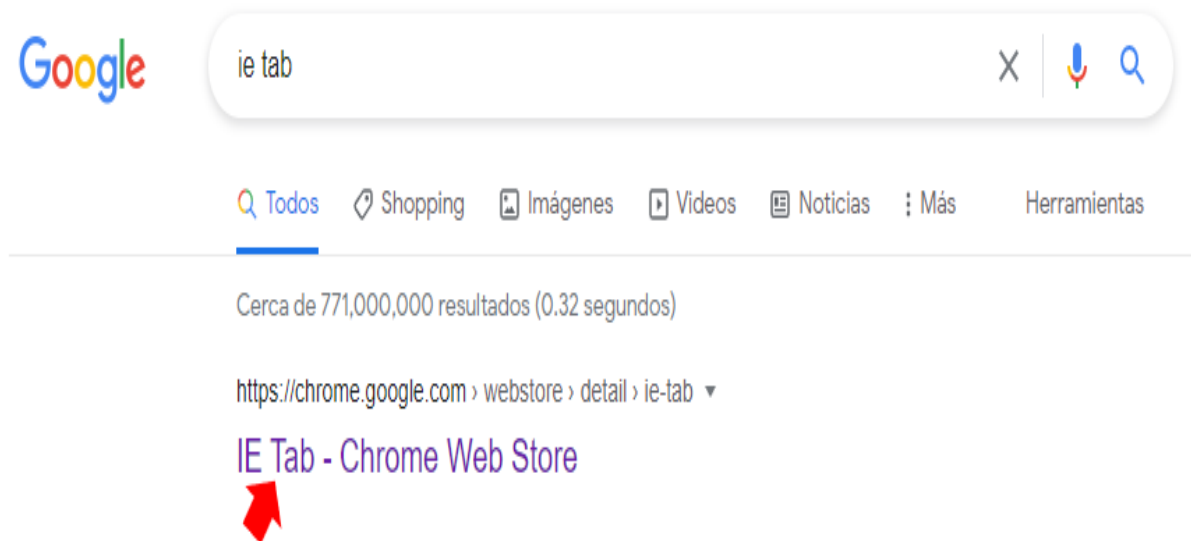 Google
ie tab
Todos Shopping Imágenes Videos Noticias Más Herramientas
Cerca de 771,000,000 resultados (0.32 segundos)
https://chrome.google.com › webstore › detail › ie-tab
IE Tab - Chrome Web Store